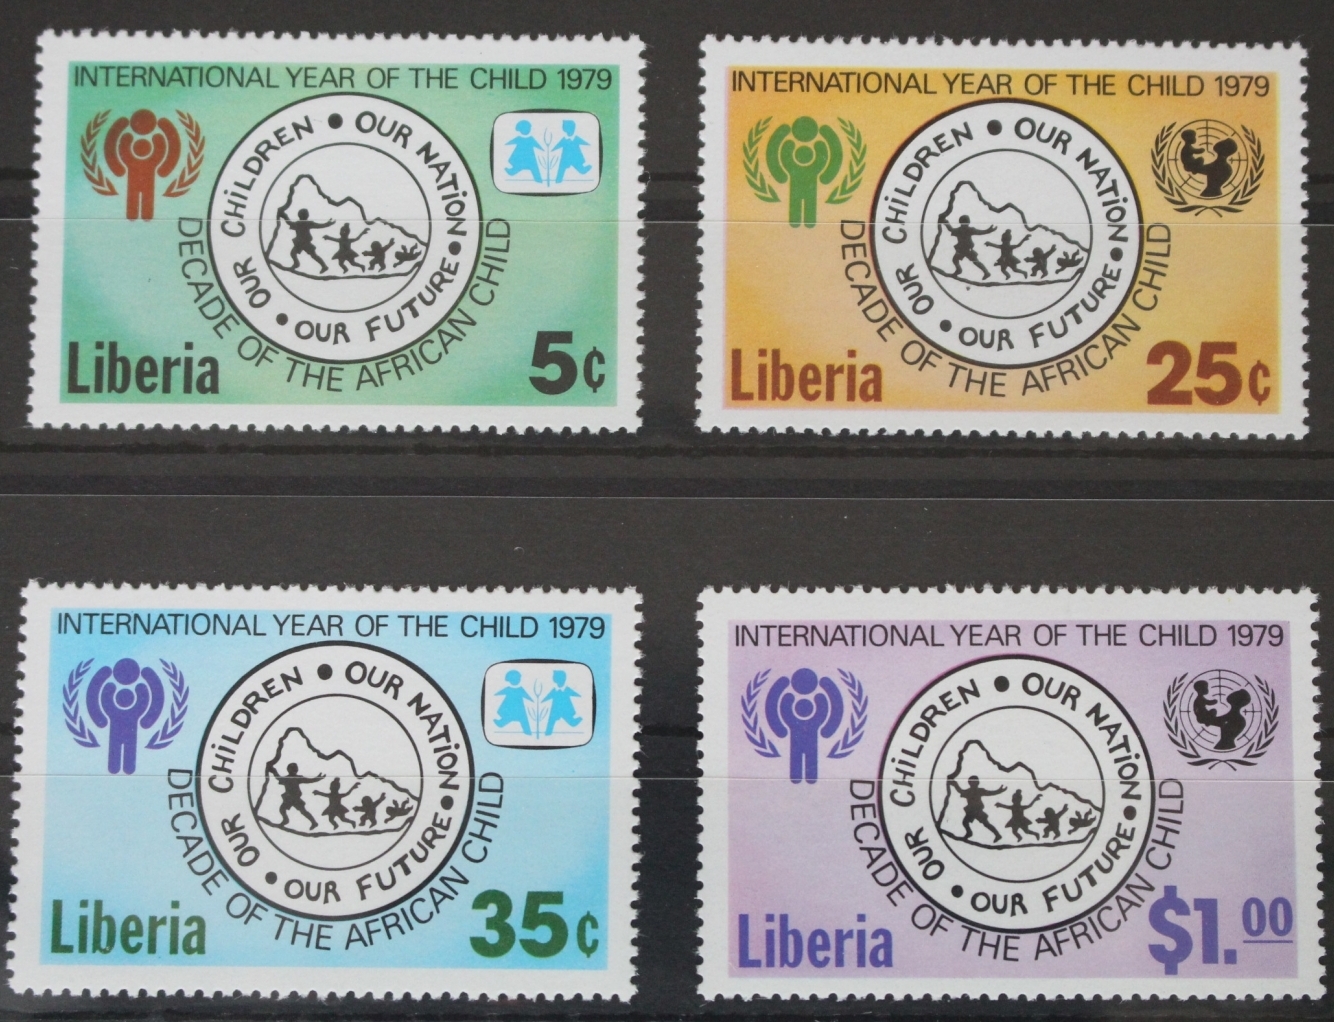 INTERNATIONAL YEAR OF THE CHILD 1979
OUR CHiLDREN • OUR NATiON • OUR FUTURE •
DECADE OF THE AFRICAN CHILD
Liberia
5¢
INTERNATIONAL YEAR OF THE CHILD 1979
OUR CHiLDREN • OUR NATiON • OUR FUTURE •
DECADE OF THE AFRICAN CHILD
Liberia
25¢
INTERNATIONAL YEAR OF THE CHILD 1979
OUR CHiLDREN • OUR NATiON • OUR FUTURE •
DECADE OF THE AFRICAN CHILD
Liberia
35¢
INTERNATIONAL YEAR OF THE CHILD 1979
OUR CHiLDREN • OUR NATiON • OUR FUTURE •
DECADE OF THE AFRICAN CHILD
Liberia
$1.00